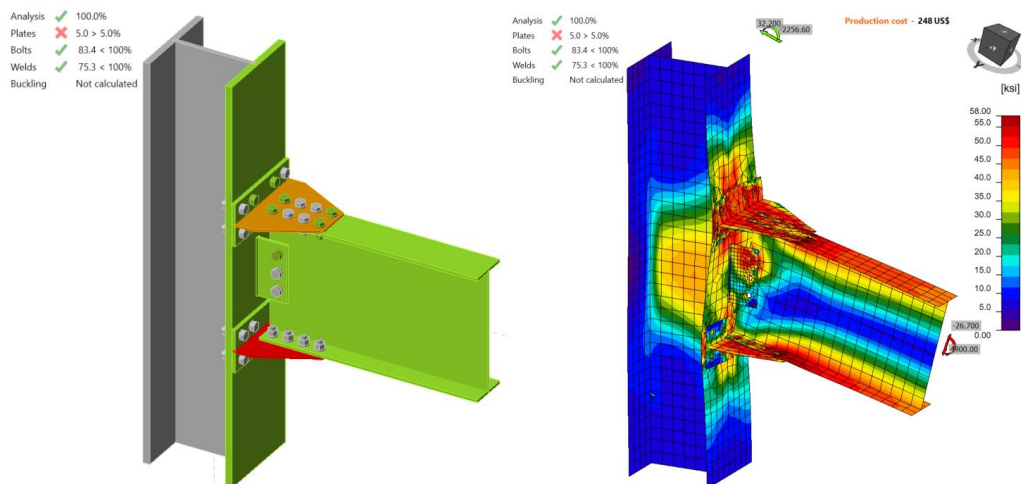 Analysis 100.0%
Plates 5.0 > 5.0%
Bolts 83.4 < 100%
Welds 75.3 < 100%
Buckling Not calculated
Analysis 100.0%
Plates 5.0 > 5.0%
Bolts 83.4 < 100%
Welds 75.3 < 100%
Buckling Not calculated
32.200
2256.60
Production cost - 248 US$
[ksi]
58.00
55.0
50.0
45.0
40.0
35.0
30.0
25.0
20.0
15.0
10.0
5.0
0.00
-26.700
4900.00